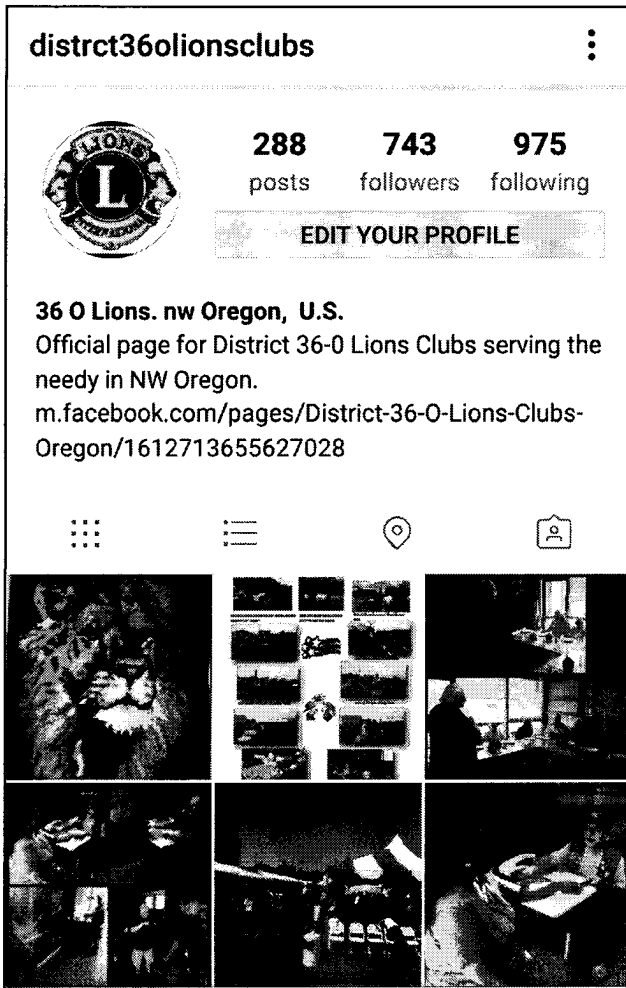 distrct36olionsclubs
LIONS
L
INTERNATIONAL
288 743 975
posts followers following
EDIT YOUR PROFILE
36 O Lions. nw Oregon, U.S.
Official page for District 36-0 Lions Clubs serving the
needy in NW Oregon.
m.facebook.com/pages/District-36-O-Lions-Clubs-
Oregon/1612713655627028